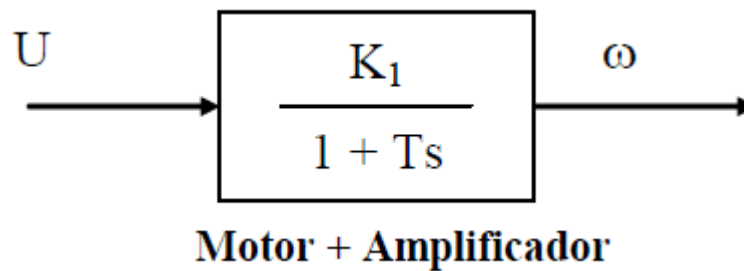 U
K₁
1 + Ts
ω
Motor + Amplificador